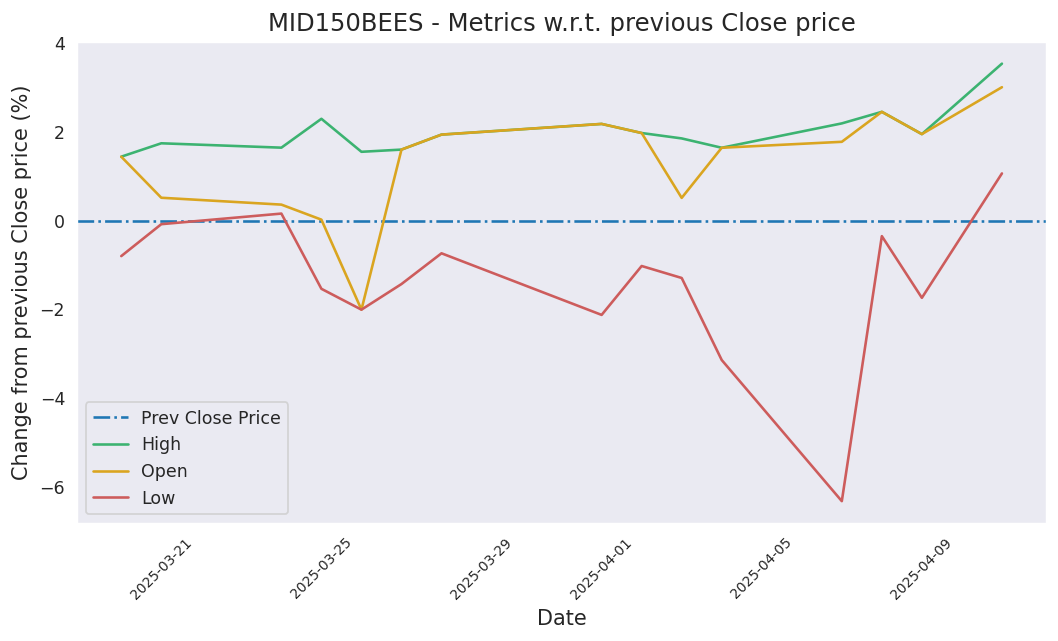 MID150BEES - Metrics w.r.t. previous Close price
Change from previous Close price (%)
4
2
0
−2
−4
−6
Prev Close Price
High
Open
Low
2025-03-21
2025-03-25
2025-03-29
2025-04-01
2025-04-05
2025-04-09
Date